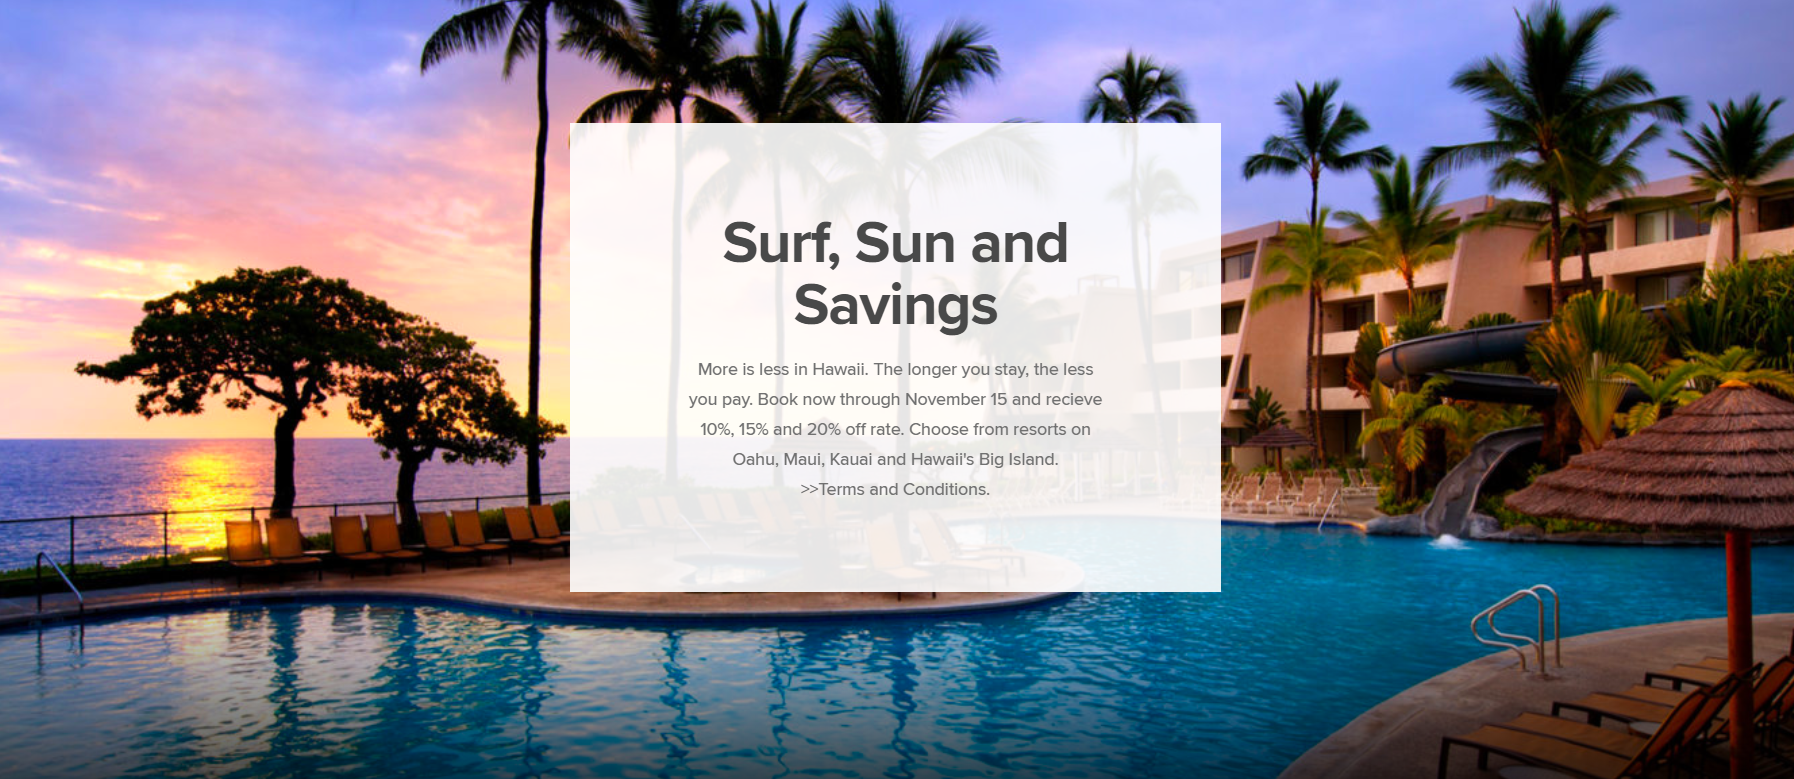 Surf, Sun and
Savings
More is less in Hawaii. The longer you stay, the less
you pay. Book now through November 15 and recieve
10%, 15% and 20% off rate. Choose from resorts on
Oahu, Maui, Kauai and Hawaii's Big Island.
>>Terms and Conditions.